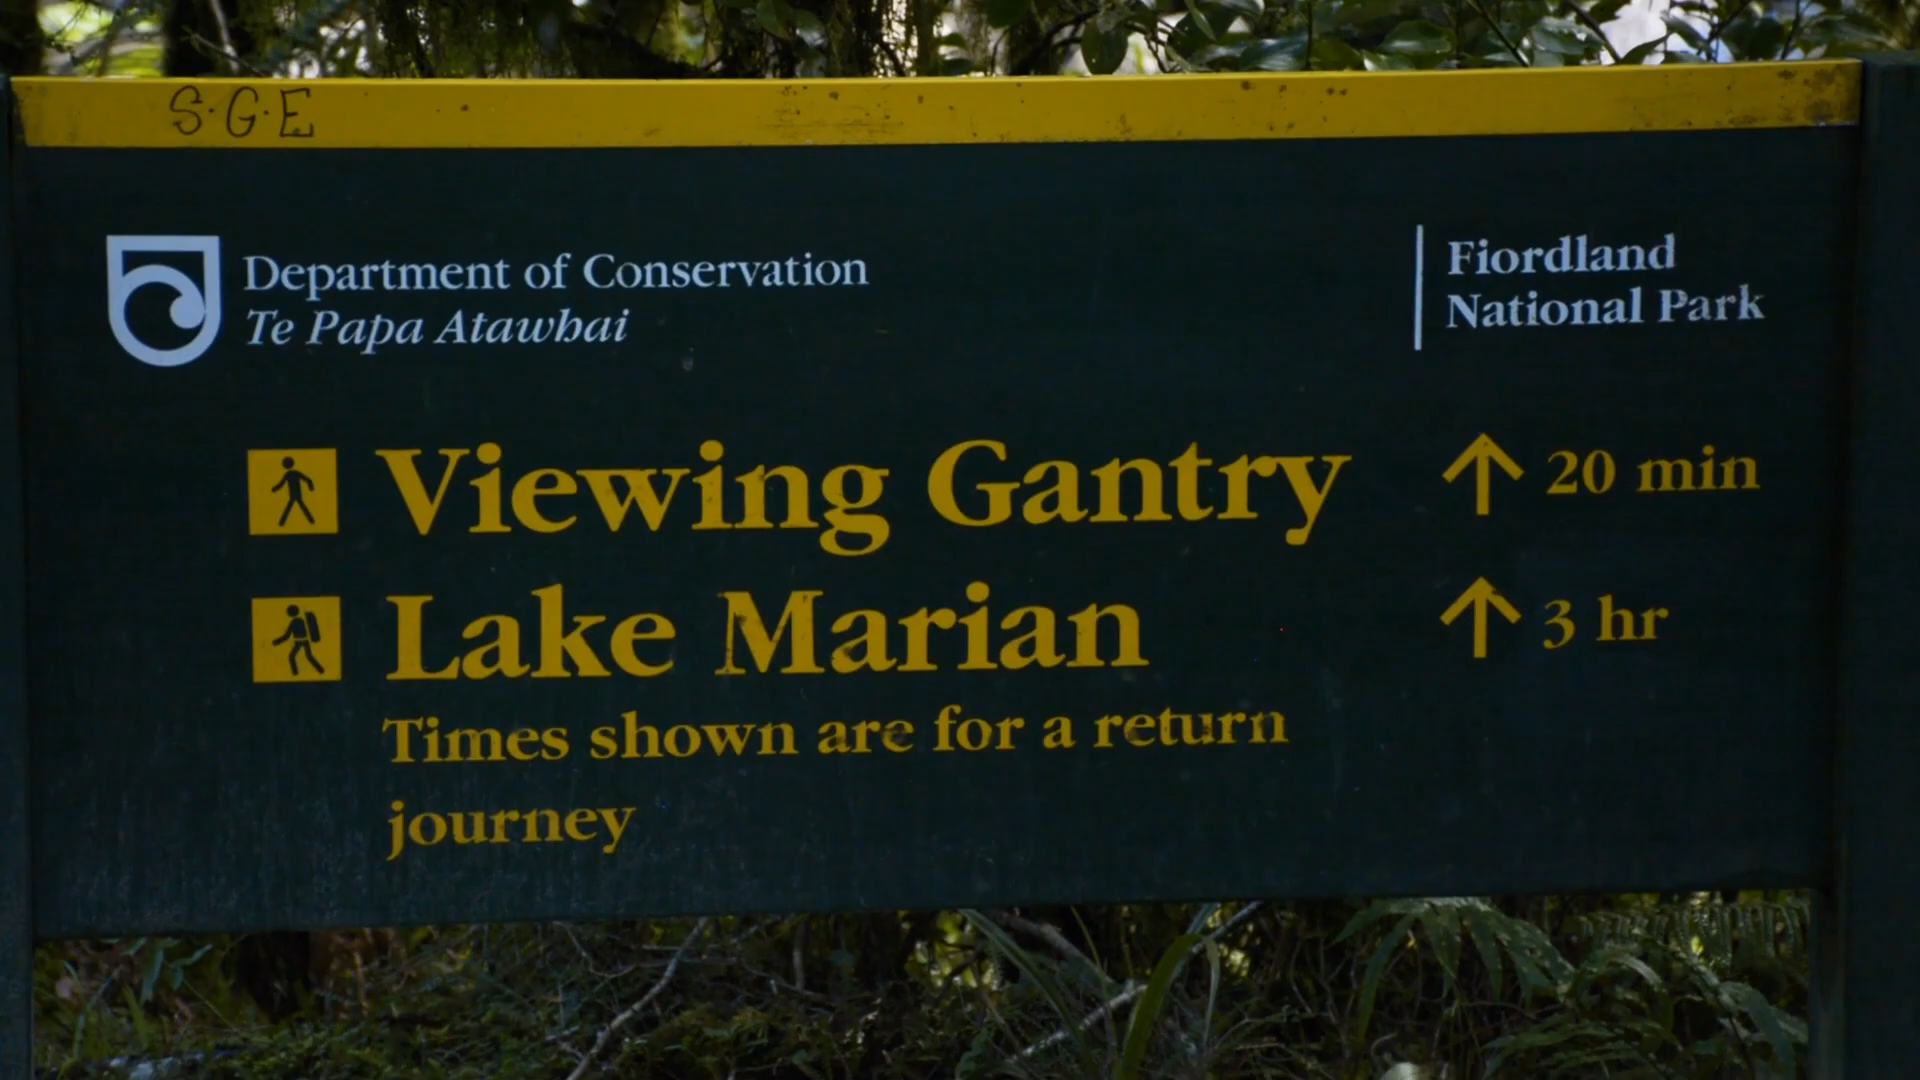 S·G·E
Department of Conservation
Te Papa Atawhai
Fiordland
National Park
Viewing Gantry ↑ 20 min
Lake Marian ↑ 3 hr
Times shown are for a return
journey